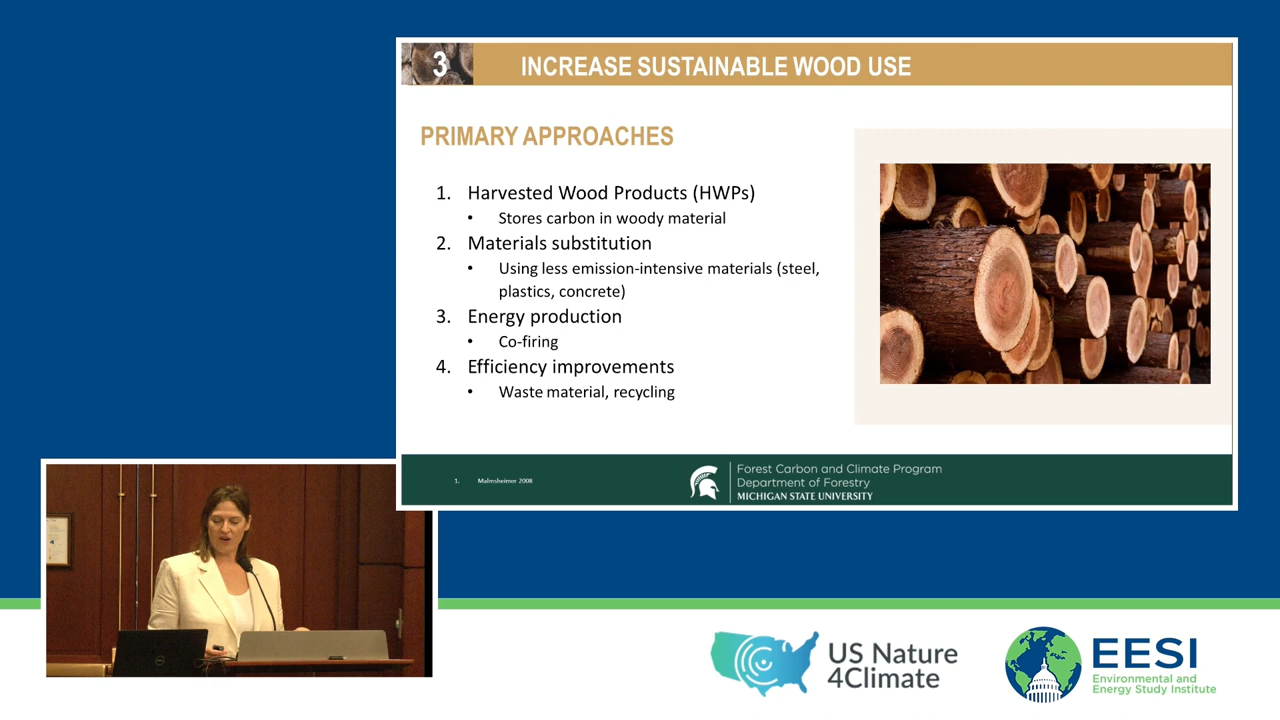 3
INCREASE SUSTAINABLE WOOD USE
PRIMARY APPROACHES
1. Harvested Wood Products (HWPs)
• Stores carbon in woody material
2. Materials substitution
• Using less emission-intensive materials (steel,
plastics, concrete)
3. Energy production
• Co-firing
4. Efficiency improvements
• Waste material, recycling
1. Malmsheimer 2008
Forest Carbon and Climate Program
Department of Forestry
MICHIGAN STATE UNIVERSITY
US Nature
4Climate
EESI
Environmental and
Energy Study Institute